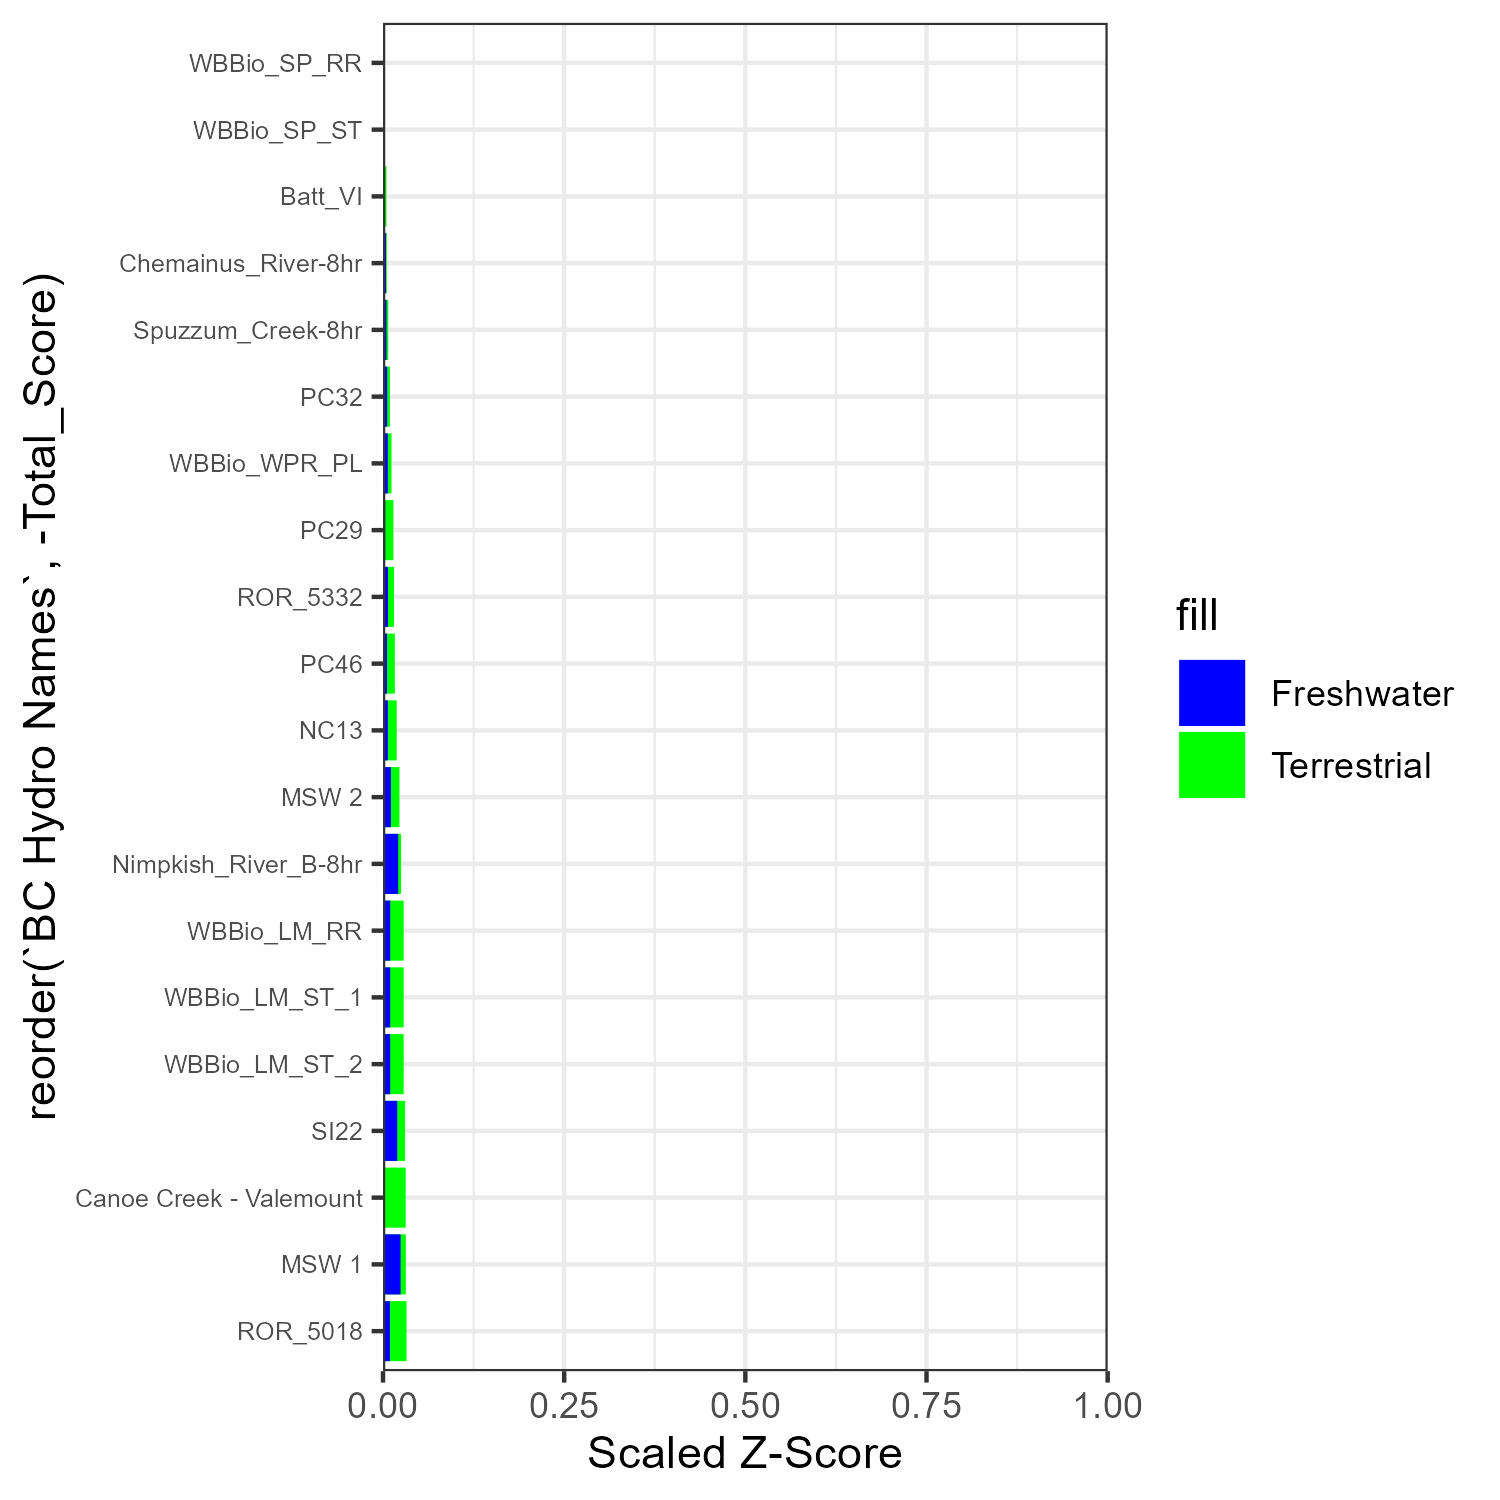 reorder(`BC Hydro Names`, -Total_Score)
WBBio_SP_RR
WBBio_SP_ST
Batt_VI
Chemainus_River-8hr
Spuzzum_Creek-8hr
PC32
WBBio_WPR_PL
PC29
ROR_5332
PC46
NC13
MSW 2
Nimpkish_River_B-8hr
WBBio_LM_RR
WBBio_LM_ST_1
WBBio_LM_ST_2
SI22
Canoe Creek - Valemount
MSW 1
ROR_5018
0.00 0.25 0.50 0.75 1.00
Scaled Z-Score
fill
Freshwater
Terrestrial